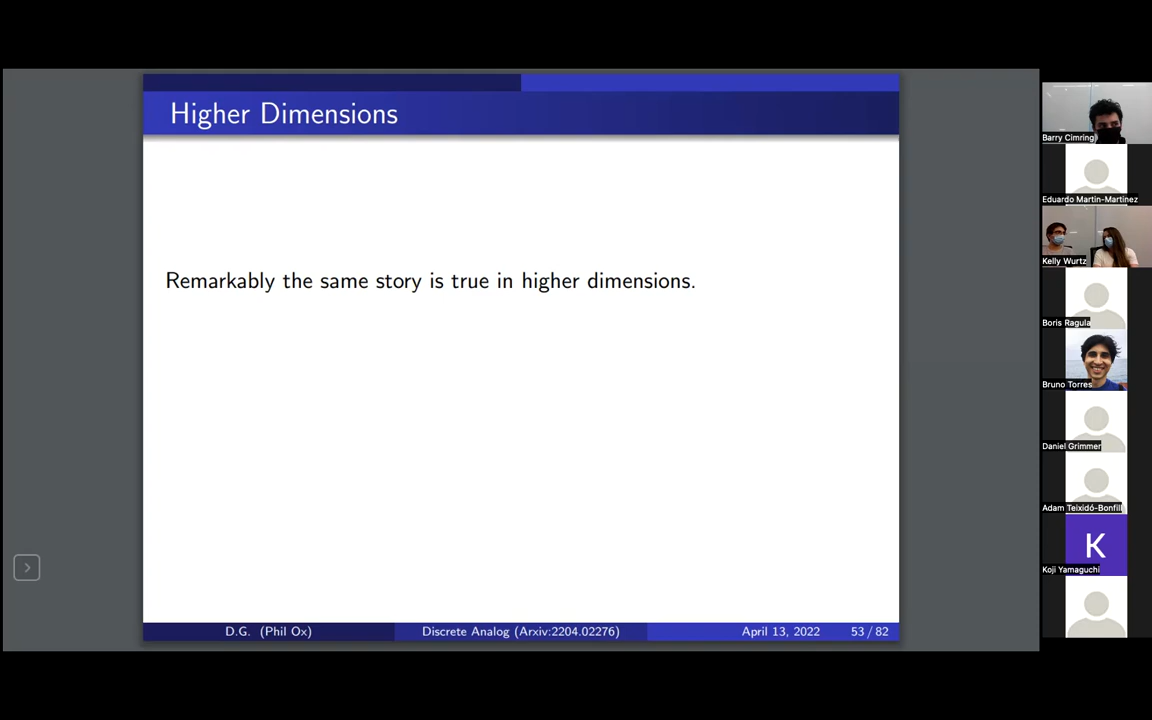 Higher Dimensions
Remarkably the same story is true in higher dimensions.
D.G. (Phil Ox) Discrete Analog (Arxiv:2204.02276) April 13, 2022 53 / 82
Barry Cimring
Eduardo Martin-Martinez
Kelly Wurtz
Boris Ragula
Bruno Torres
Daniel Grimmer
Adam Teixidó-Bonfill
K
Koji Yamaguchi